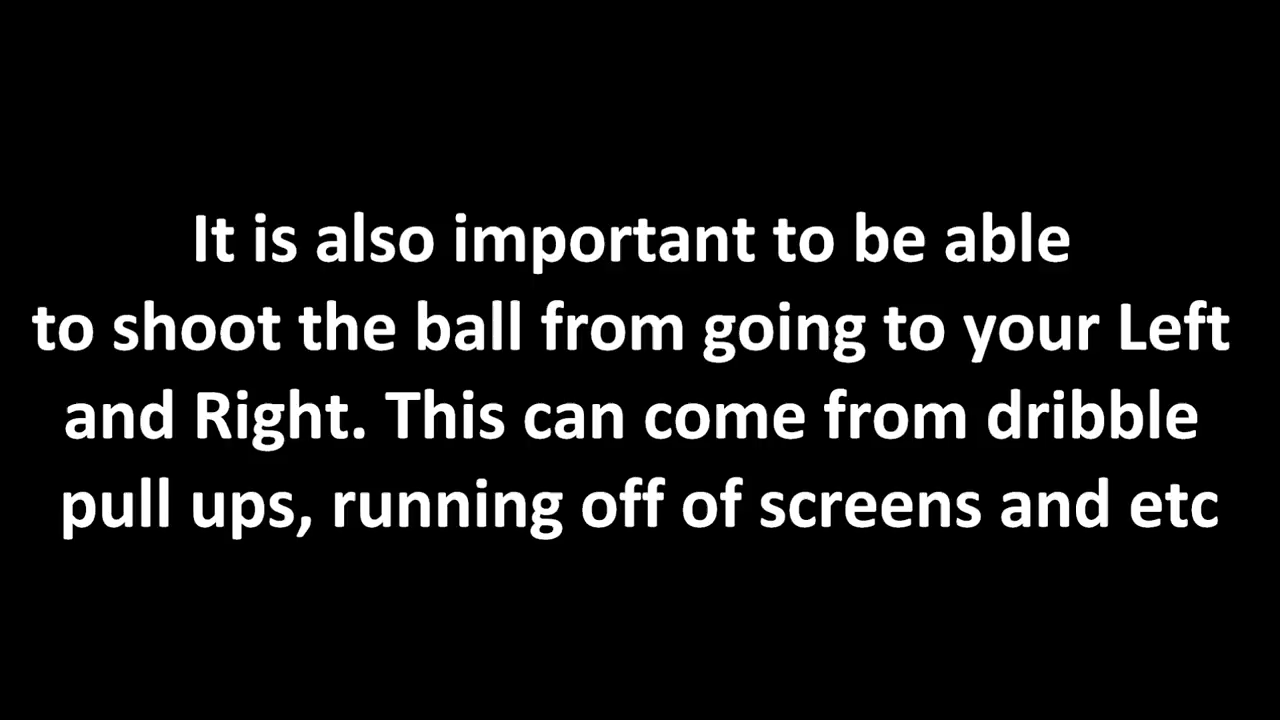 It is also important to be able
to shoot the ball from going to your Left
and Right. This can come from dribble
pull ups, running off of screens and etc